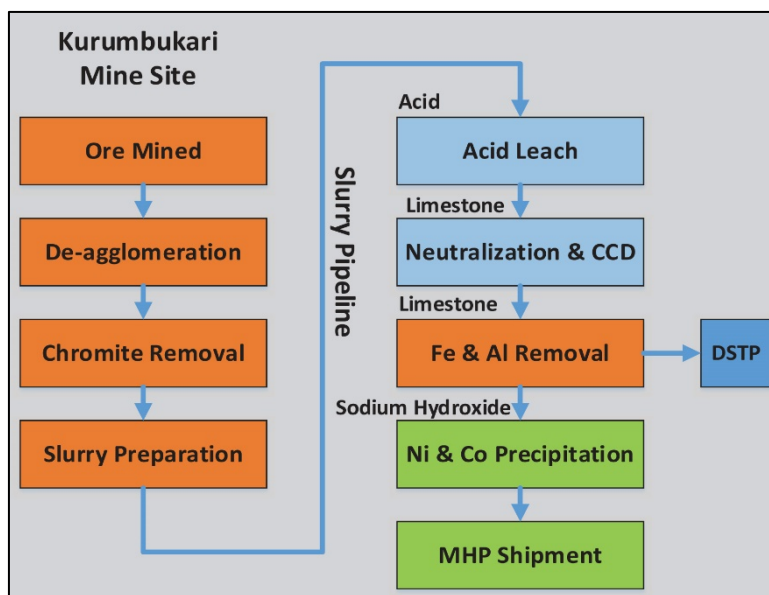 Kurumbukari
Mine Site
Ore Mined
De-agglomeration
Chromite Removal
Slurry Preparation
Slurry Pipeline
Acid
Acid Leach
Limestone
Neutralization & CCD
Limestone
Fe & Al Removal
DSTP
Sodium Hydroxide
Ni & Co Precipitation
MHP Shipment